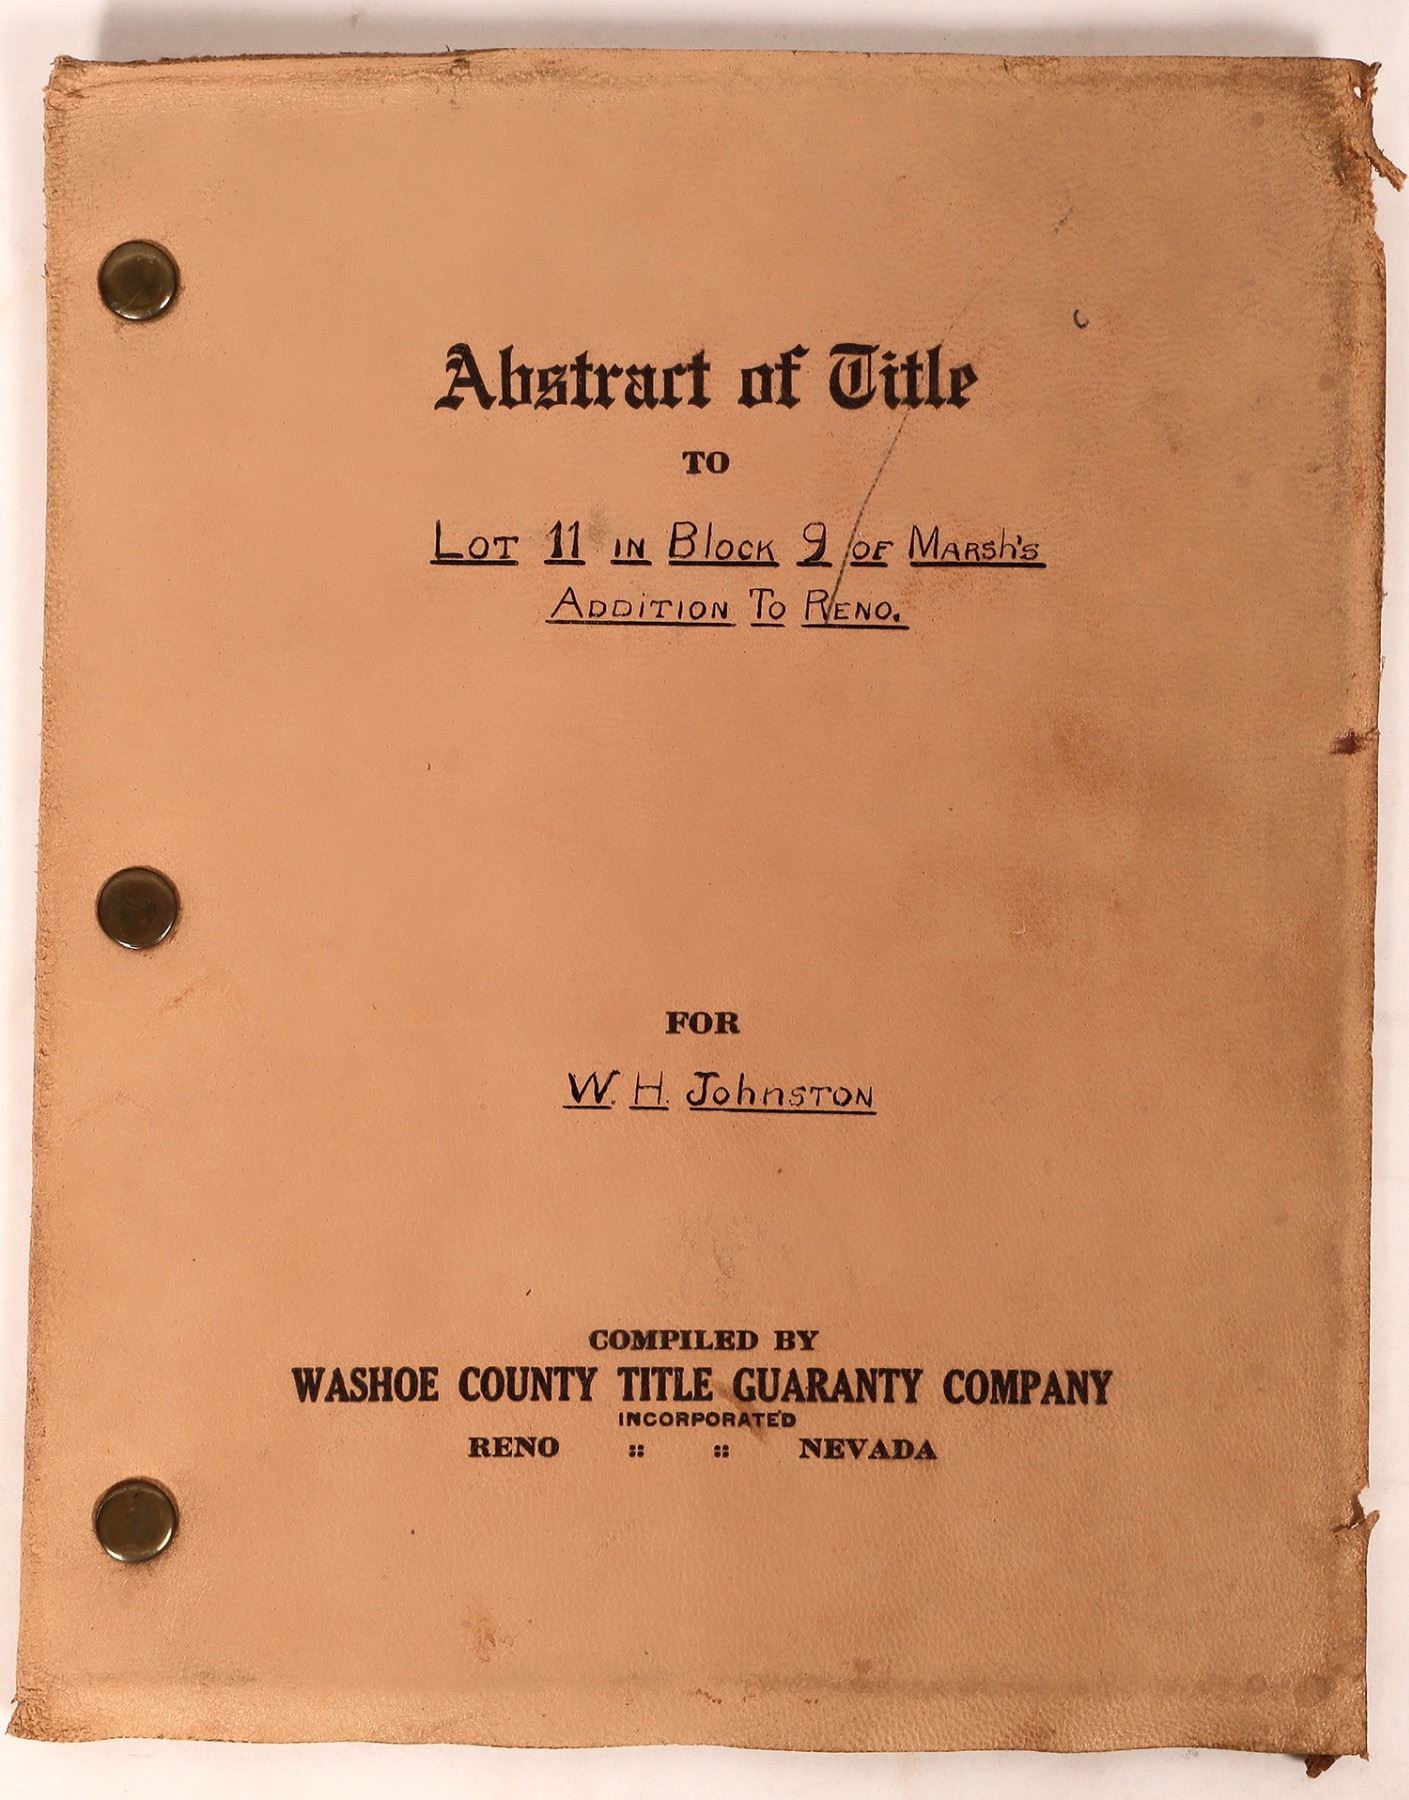 Abstract of Title
TO
LOT 11 IN BLOCK 9 OF MARSH'S
ADDITION TO RENO.
FOR
W. H. JOHNSTON
COMPILED BY
WASHOE COUNTY TITLE GUARANTY COMPANY
INCORPORATED
RENO :: :: NEVADA